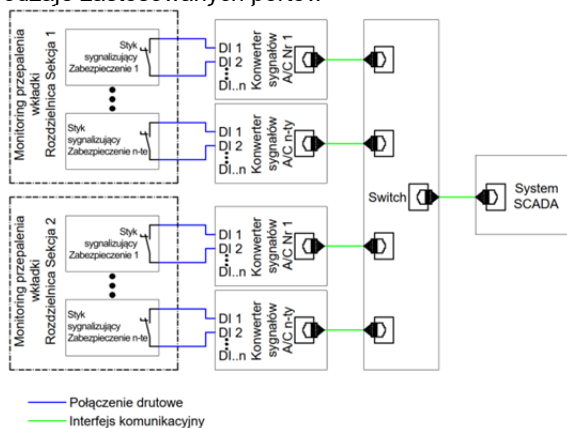 odzaje zastosowanych portów
Monitoring przepalenia
wkładki
Rozdzielnica Sekcja 1
Styk
sygnalizujący
Zabezpieczenie 1
Styk
sygnalizujący
Zabezpieczenie n-te
DI 1
DI 2
DI..n
Konwerter
sygnałów
A/C Nr 1
DI 1
DI 2
DI..n
Konwerter
sygnałów
A/C n-ty
Monitoring przepalenia
wkładki
Rozdzielnica Sekcja 2
Styk
sygnalizujący
Zabezpieczenie 1
Styk
sygnalizujący
Zabezpieczenie n-te
DI 1
DI 2
DI..n
Konwerter
sygnałów
A/C Nr 1
DI 1
DI 2
DI..n
Konwerter
sygnałów
A/C n-ty
Switch
System
SCADA
Połączenie drutowe
Interfejs komunikacyjny